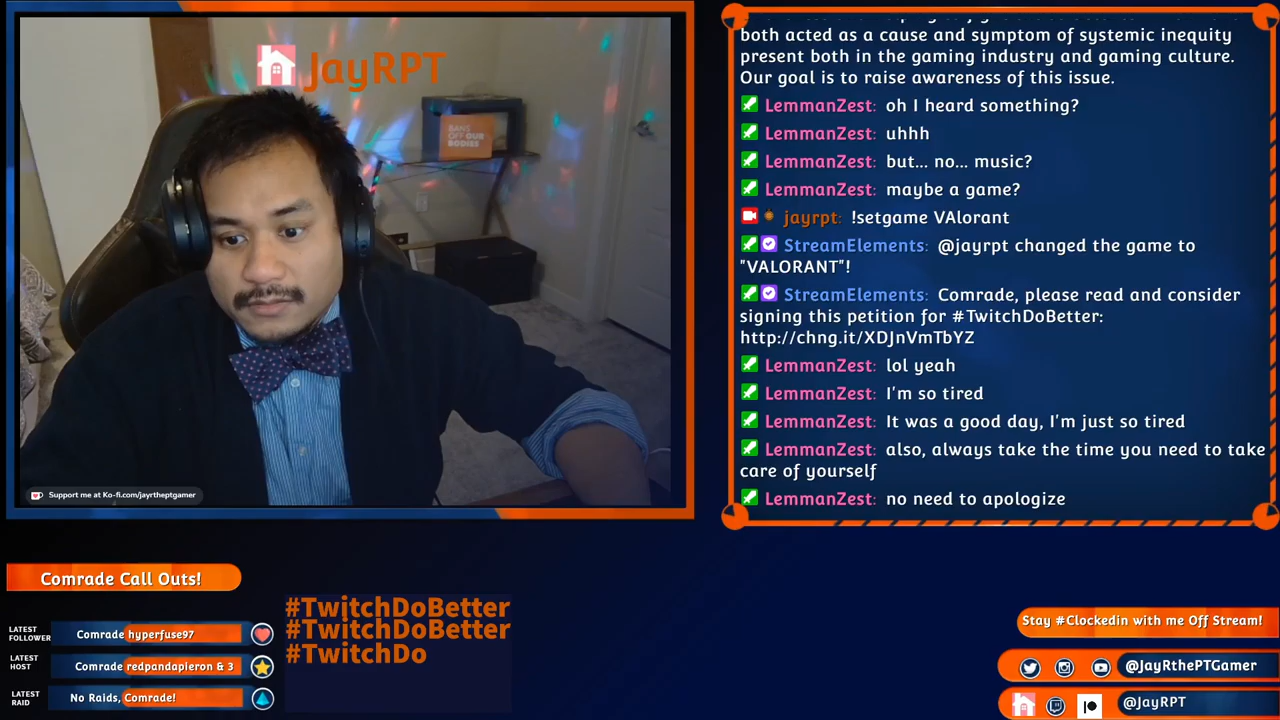 JayRPT
BANS
OFF OUR
BODIES
Support me at Ko-fi.com/jayrtheptgamer
both acted as a cause and symptom of systemic inequity
present both in the gaming industry and gaming culture.
Our goal is to raise awareness of this issue.
LemmanZest: oh I heard something?
LemmanZest: uhhh
LemmanZest: but... no... music?
LemmanZest: maybe a game?
jayrpt: !setgame VAlorant
StreamElements: @jayrpt changed the game to
"VALORANT"!
StreamElements: Comrade, please read and consider
signing this petition for #TwitchDoBetter:
http://chng.it/XDJnVmTbYZ
LemmanZest: lol yeah
LemmanZest: I'm so tired
LemmanZest: It was a good day, I'm just so tired
LemmanZest: also, always take the time you need to take
care of yourself
LemmanZest: no need to apologize
Comrade Call Outs!
LATEST
FOLLOWER
Comrade hyperfuse97
LATEST
HOST
Comrade redpandapieron & 3
LATEST
RAID
No Raids, Comrade!
#TwitchDoBetter
#TwitchDoBetter
#TwitchDo
Stay #Clockedin with me Off Stream!
@JayRthePTGamer
@JayRPT